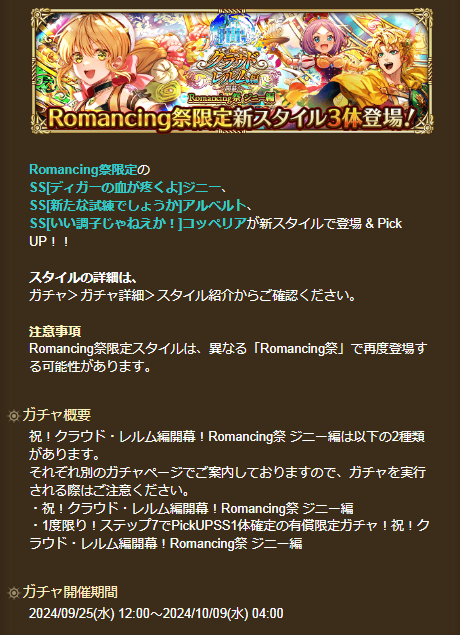 クラウド・
レルム編
開幕
Romancing祭 ジニー編
Romancing祭限定新スタイル3体登場!
Romancing祭限定の
SS[ディガーの血が疼くよ]ジニー、
SS[新たな試練でしょうか]アルベルト、
SS[いい調子じゃねえか！]コッペリアが新スタイルで登場 & Pick
UP！！
スタイルの詳細は、
ガチャ＞ガチャ詳細＞スタイル紹介からご確認ください。
注意事項
Romancing祭限定スタイルは、異なる「Romancing祭」で再度登場す
る可能性があります。
ガチャ概要
祝！クラウド・レルム編開幕！Romancing祭 ジニー編は以下の2種類
があります。
それぞれ別のガチャページでご案内しておりますので、ガチャを実行
される際はご注意ください。
・祝！クラウド・レルム編開幕！Romancing祭 ジニー編
・1度限り！ステップ7でPickUPSS1体確定の有償限定ガチャ！祝！ク
ラウド・レルム編開幕！Romancing祭 ジニー編
ガチャ開催期間
2024/09/25(水) 12:00～2024/10/09(水) 04:00